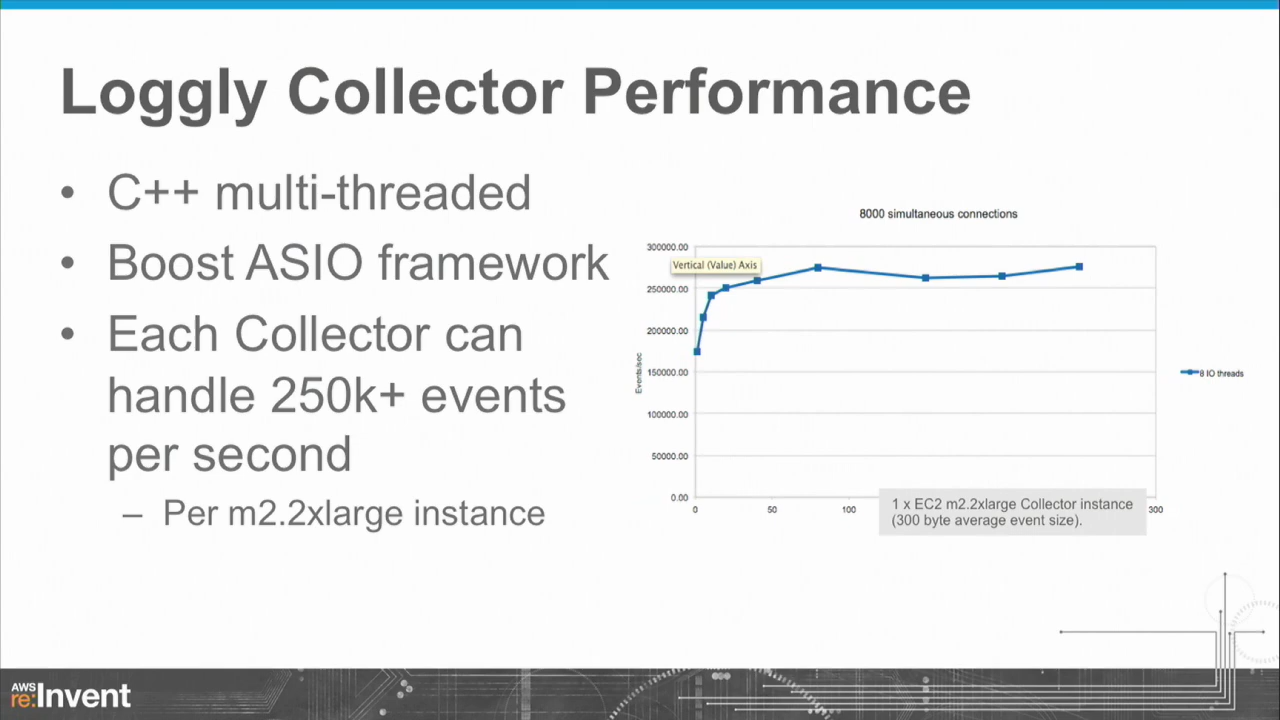 Loggly Collector Performance
• C++ multi-threaded
• Boost ASIO framework
• Each Collector can
handle 250k+ events
per second
– Per m2.2xlarge instance
8000 simultaneous connections
300000.00
Vertical (Value) Axis
250000.00
200000.00
150000.00
100000.00
50000.00
0.00
Events/sec
8 IO threads
0 50 100 300
1 x EC2 m2.2xlarge Collector instance
(300 byte average event size).
AWS
re:Invent